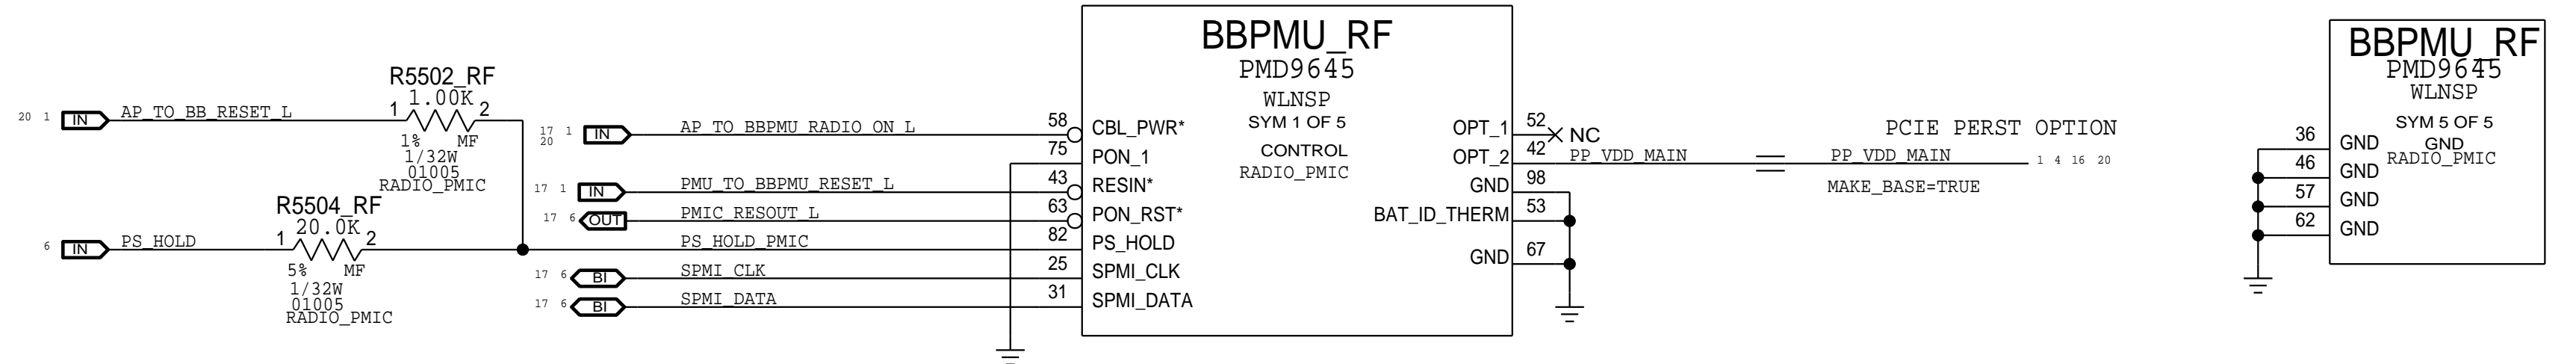 BBPMU_RF
PMD9645
WLNSP
SYM 1 OF 5
CONTROL
RADIO_PMIC
R5502_RF
1.00K
1 2
1% MF
1/32W
01005
RADIO_PMIC
20 1 IN AP_TO_BB_RESET_L
R5504_RF
20.0K
1 2
5% MF
1/32W
01005
RADIO_PMIC
6 IN PS_HOLD
17 1
20
IN AP_TO_BBPMU_RADIO_ON_L 58 CBL_PWR*
75 PON_1
17 1 IN PMU_TO_BBPMU_RESET_L 43 RESIN*
17 6 OUT PMIC_RESOUT_L 63 PON_RST*
PS_HOLD_PMIC 82 PS_HOLD
17 6 BI SPMI_CLK 25 SPMI_CLK
17 6 BI SPMI_DATA 31 SPMI_DATA
OPT_1 52 NC
OPT_2 42 PP_VDD_MAIN PP_VDD_MAIN 1 4 16 20
GND 98
BAT_ID_THERM 53
GND 67
PCIE PERST OPTION
MAKE_BASE=TRUE
BBPMU_RF
PMD9645
WLNSP
SYM 5 OF 5
GND
RADIO_PMIC
36 GND
46 GND
57 GND
62 GND